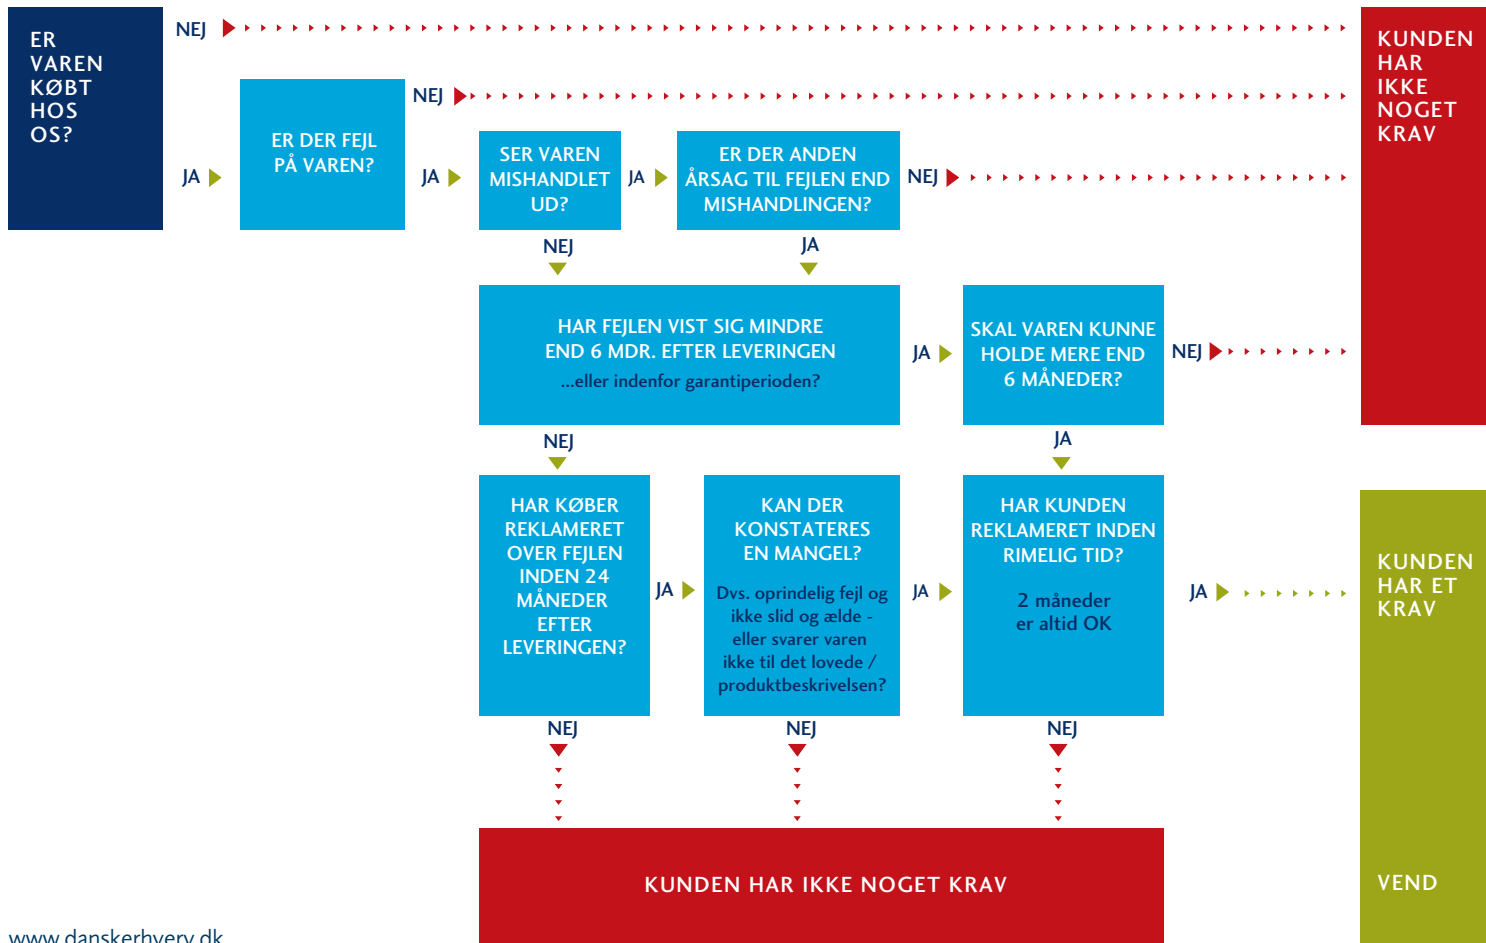 ER
VAREN
KØBT
HOS
OS?
NEJ
JA
ER DER FEJL
PÅ VAREN?
NEJ
JA
SER VAREN
MISHANDLET
UD?
JA
NEJ
ER DER ANDEN
ÅRSAG TIL FEJLEN END
MISHANDLINGEN?
NEJ
JA
KUNDEN
HAR
IKKE
NOGET
KRAV
HAR FEJLEN VIST SIG MINDRE
END 6 MDR. EFTER LEVERINGEN
...eller indenfor garantiperioden?
JA
NEJ
SKAL VAREN KUNNE
HOLDE MERE END
6 MÅNEDER?
NEJ
JA
HAR KØBER
REKLAMERET
OVER FEJLEN
INDEN 24
MÅNEDER
EFTER
LEVERINGEN?
JA
NEJ
KAN DER
KONSTATERES
EN MANGEL?
Dvs. oprindelig fejl og
ikke slid og ælde -
eller svarer varen
ikke til det lovede /
produktbeskrivelsen?
JA
NEJ
HAR KUNDEN
REKLAMERET INDEN
RIMELIG TID?
2 måneder
er altid OK
JA
NEJ
KUNDEN
HAR ET
KRAV
VEND
KUNDEN HAR IKKE NOGET KRAV
www.danskerhverv.dk